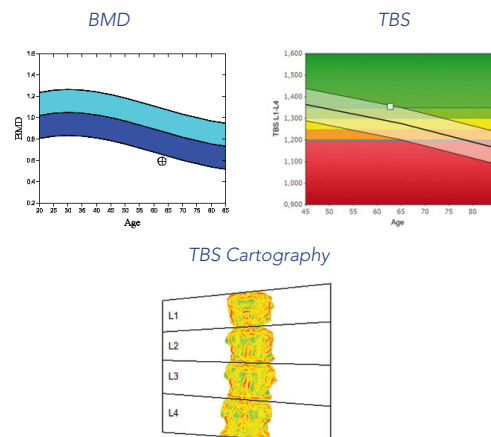 BMD
TBS
1.6
1.4
1.2
1.0
0.8
0.6
0.4
0.2
BMD
20 25 30 35 40 45 50 55 60 65 70 75 80 85
Age
1,600
1,500
1,400
1,300
1,200
1,100
1,000
0,900
TBS L1-L4
45 50 55 60 65 70 75 80
Age
TBS Cartography
L1
L2
L3
L4